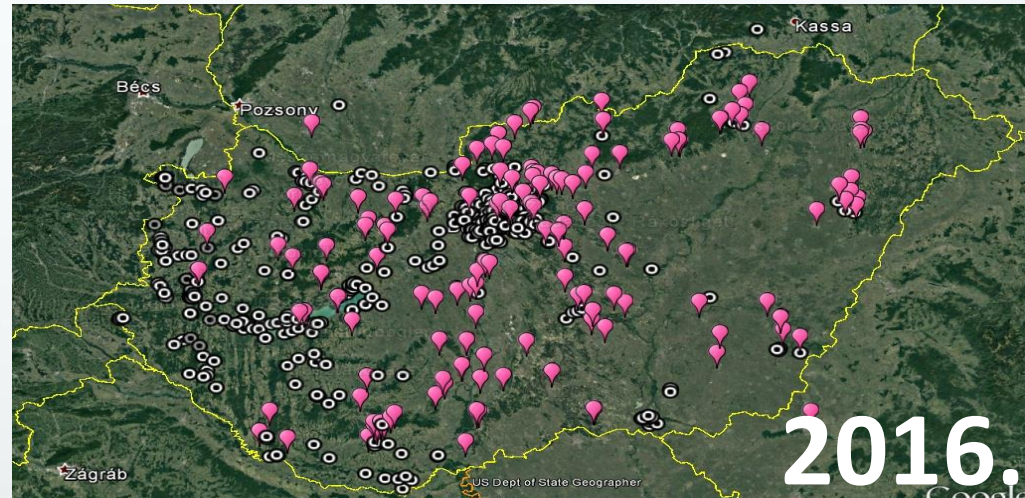 Kassa
Bécs
Pozsony
Zágráb
US Dept of State Geographer
2016.